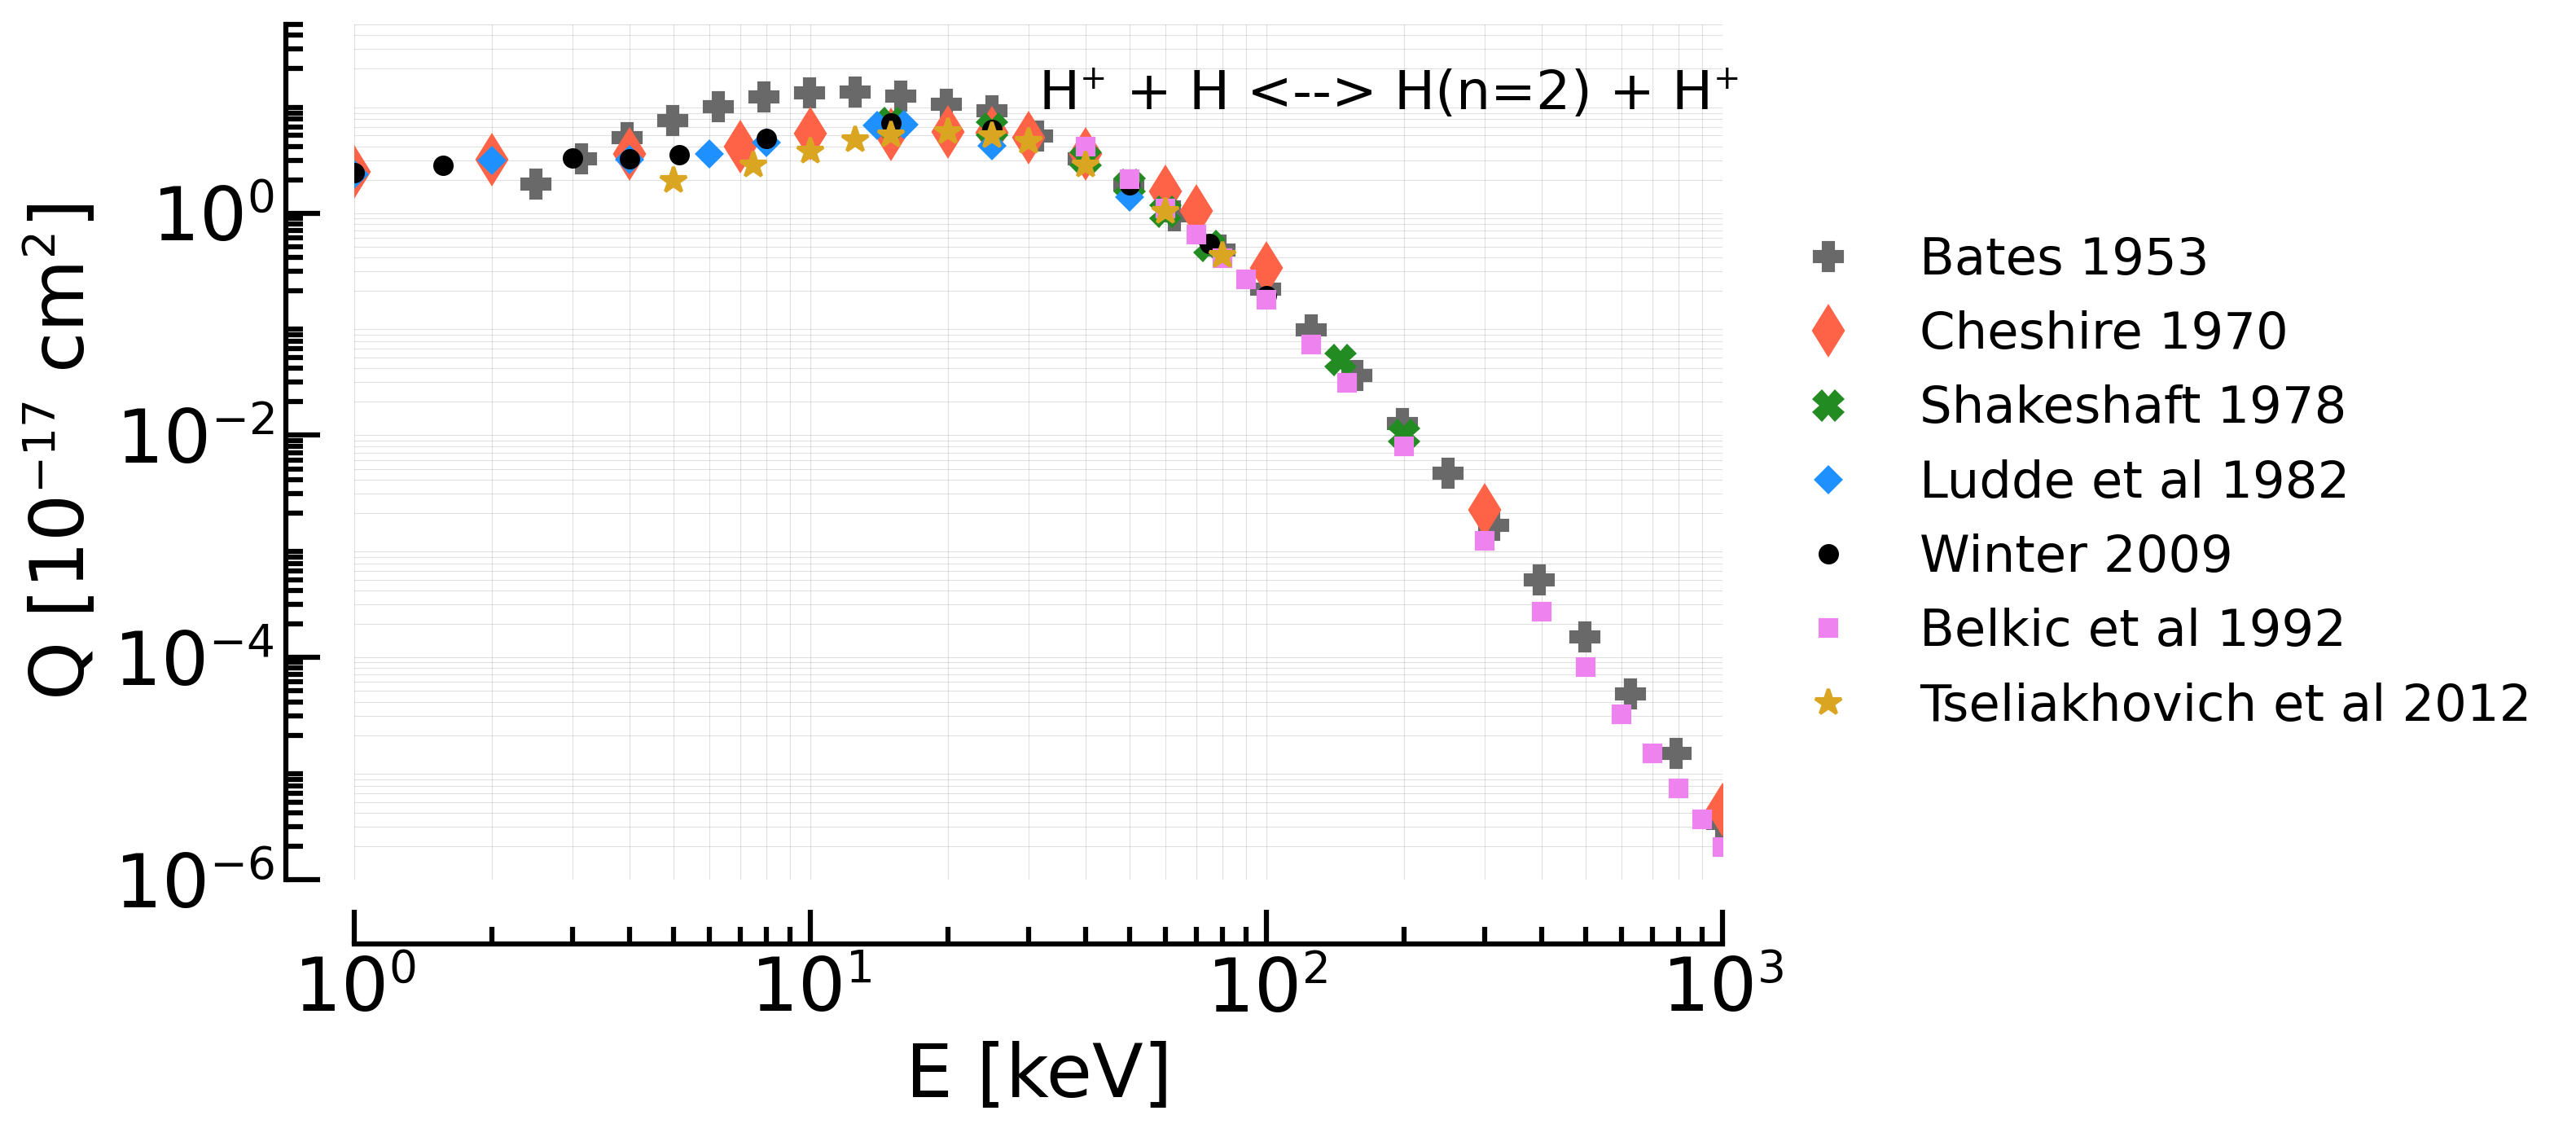 H⁺ + H <--> H(n=2) + H⁺
Q [10⁻¹⁷ cm²]
10⁰
10⁻²
10⁻⁴
10⁻⁶
10⁰ 10¹ 10² 10³
E [keV]
Bates 1953
Cheshire 1970
Shakeshaft 1978
Ludde et al 1982
Winter 2009
Belkic et al 1992
Tseliakhovich et al 2012